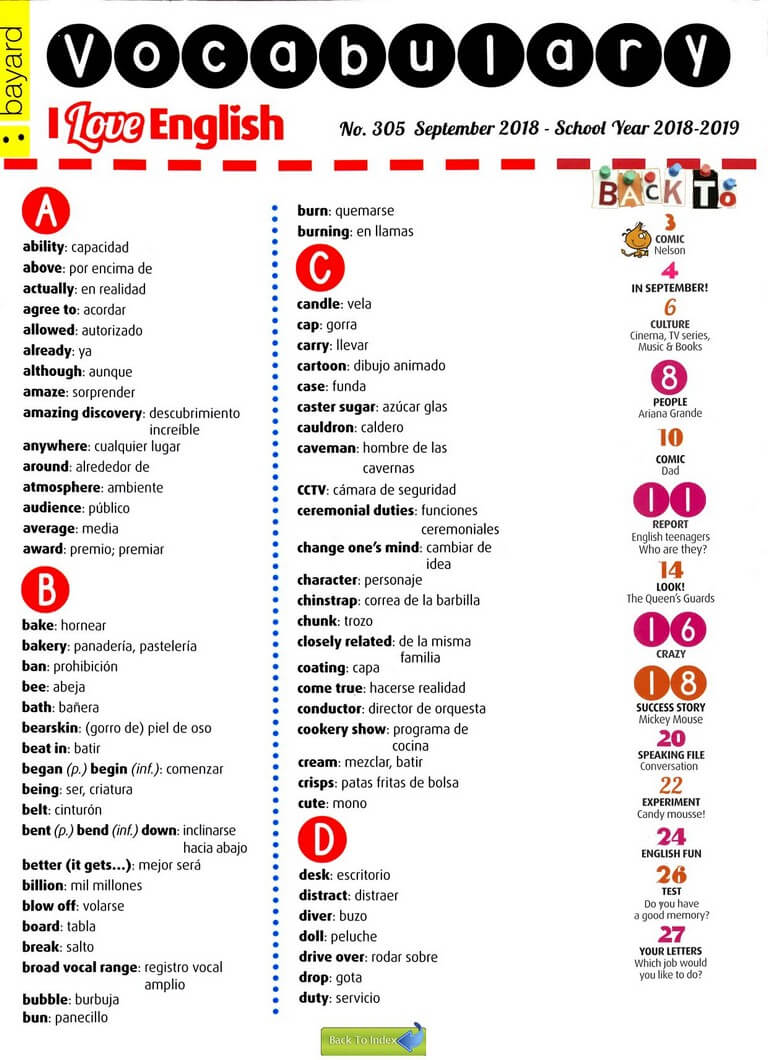 bayard
Vocabulary
I Love English
No. 305 September 2018 - School Year 2018-2019
A
ability: capacidad
above: por encima de
actually: en realidad
agree to: acordar
allowed: autorizado
already: ya
although: aunque
amaze: sorprender
amazing discovery: descubrimiento
increíble
anywhere: cualquier lugar
around: alrededor de
atmosphere: ambiente
audience: público
average: media
award: premio; premiar
B
bake: hornear
bakery: panadería, pastelería
ban: prohibición
bee: abeja
bath: bañera
bearskin: (gorro de) piel de oso
beat in: batir
began (p.) begin (inf.): comenzar
being: ser, criatura
belt: cinturón
bent (p.) bend (inf.) down: inclinarse
hacia abajo
better (it gets...): mejor será
billion: mil millones
blow off: volarse
board: tabla
break: salto
broad vocal range: registro vocal
amplio
bubble: burbuja
bun: panecillo
burn: quemarse
burning: en llamas
C
candle: vela
cap: gorra
carry: llevar
cartoon: dibujo animado
case: funda
caster sugar: azúcar glas
cauldron: caldero
caveman: hombre de las
cavernas
CCTV: cámara de seguridad
ceremonial duties: funciones
ceremoniales
change one's mind: cambiar de
idea
character: personaje
chinstrap: correa de la barbilla
chunk: trozo
closely related: de la misma
familia
coating: capa
come true: hacerse realidad
conductor: director de orquesta
cookery show: programa de
cocina
cream: mezclar, batir
crisps: patas fritas de bolsa
cute: mono
D
desk: escritorio
distract: distraer
diver: buzo
doll: peluche
drive over: rodar sobre
drop: gota
duty: servicio
BACK TO
3
COMIC
Nelson
4
IN SEPTEMBER!
6
CULTURE
Cinema, TV series,
Music & Books
8
PEOPLE
Ariana Grande
10
COMIC
Dad
11
REPORT
English teenagers
Who are they?
14
LOOK!
The Queen's Guards
16
CRAZY
18
SUCCESS STORY
Mickey Mouse
20
SPEAKING FILE
Conversation
22
EXPERIMENT
Candy mousse!
24
ENGLISH FUN
26
TEST
Do you have
a good memory?
27
YOUR LETTERS
Which job would
you like to do?
Back To Index